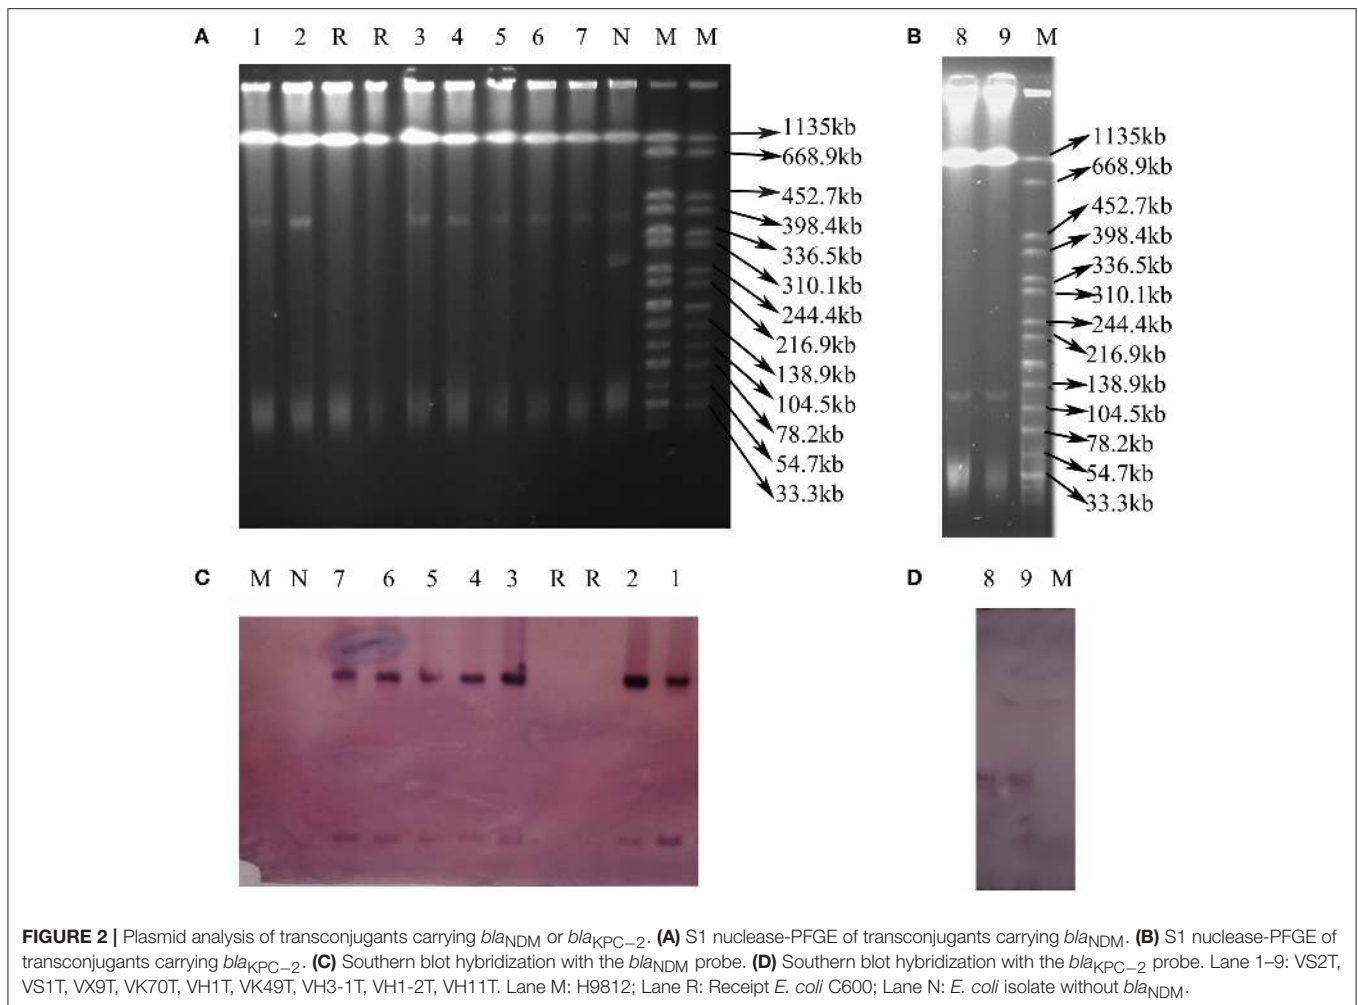 A 1 2 R R 3 4 5 6 7 N M M
1135kb
668.9kb
452.7kb
398.4kb
336.5kb
310.1kb
244.4kb
216.9kb
138.9kb
104.5kb
78.2kb
54.7kb
33.3kb
B 8 9 M
1135kb
668.9kb
452.7kb
398.4kb
336.5kb
310.1kb
244.4kb
216.9kb
138.9kb
104.5kb
78.2kb
54.7kb
33.3kb
C M N 7 6 5 4 3 R R 2 1
D 8 9 M
FIGURE 2 | Plasmid analysis of transconjugants carrying blaNDM or blaKPC−2. (A) S1 nuclease-PFGE of transconjugants carrying blaNDM. (B) S1 nuclease-PFGE of
transconjugants carrying blaKPC−2. (C) Southern blot hybridization with the blaNDM probe. (D) Southern blot hybridization with the blaKPC−2 probe. Lane 1–9: VS2T,
VS1T, VX9T, VK70T, VH1T, VK49T, VH3-1T, VH1-2T, VH11T. Lane M: H9812; Lane R: Receipt E. coli C600; Lane N: E. coli isolate without blaNDM.